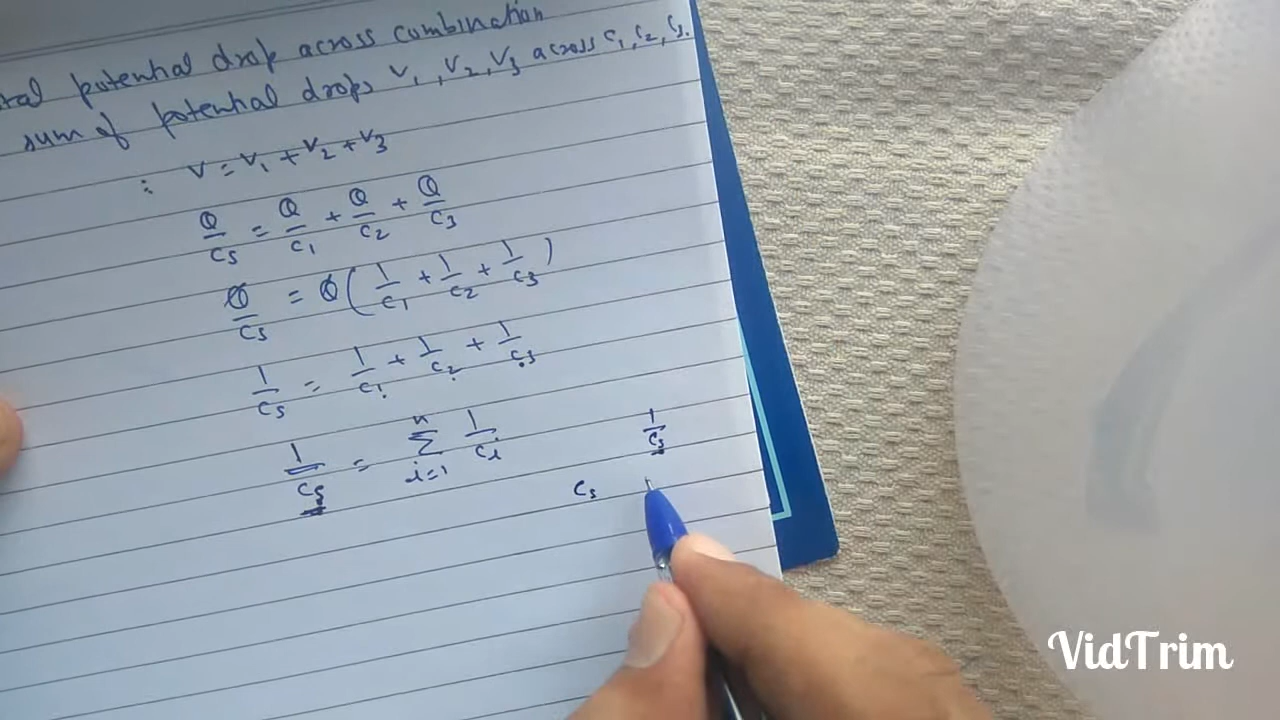 potential drop across combination
sum of potential drops V₁, V₂, V₃ across C₁, C₂, C₃.
∴ V = V₁ + V₂ + V₃
Q/Cs = Q/C₁ + Q/C₂ + Q/C₃
Q/Cs = Q(1/C₁ + 1/C₂ + 1/C₃)
1/Cs = 1/C₁ + 1/C₂ + 1/C₃
1/Cs = n Σ i=1 1/Ci
1/Cs
Cs
VidTrim